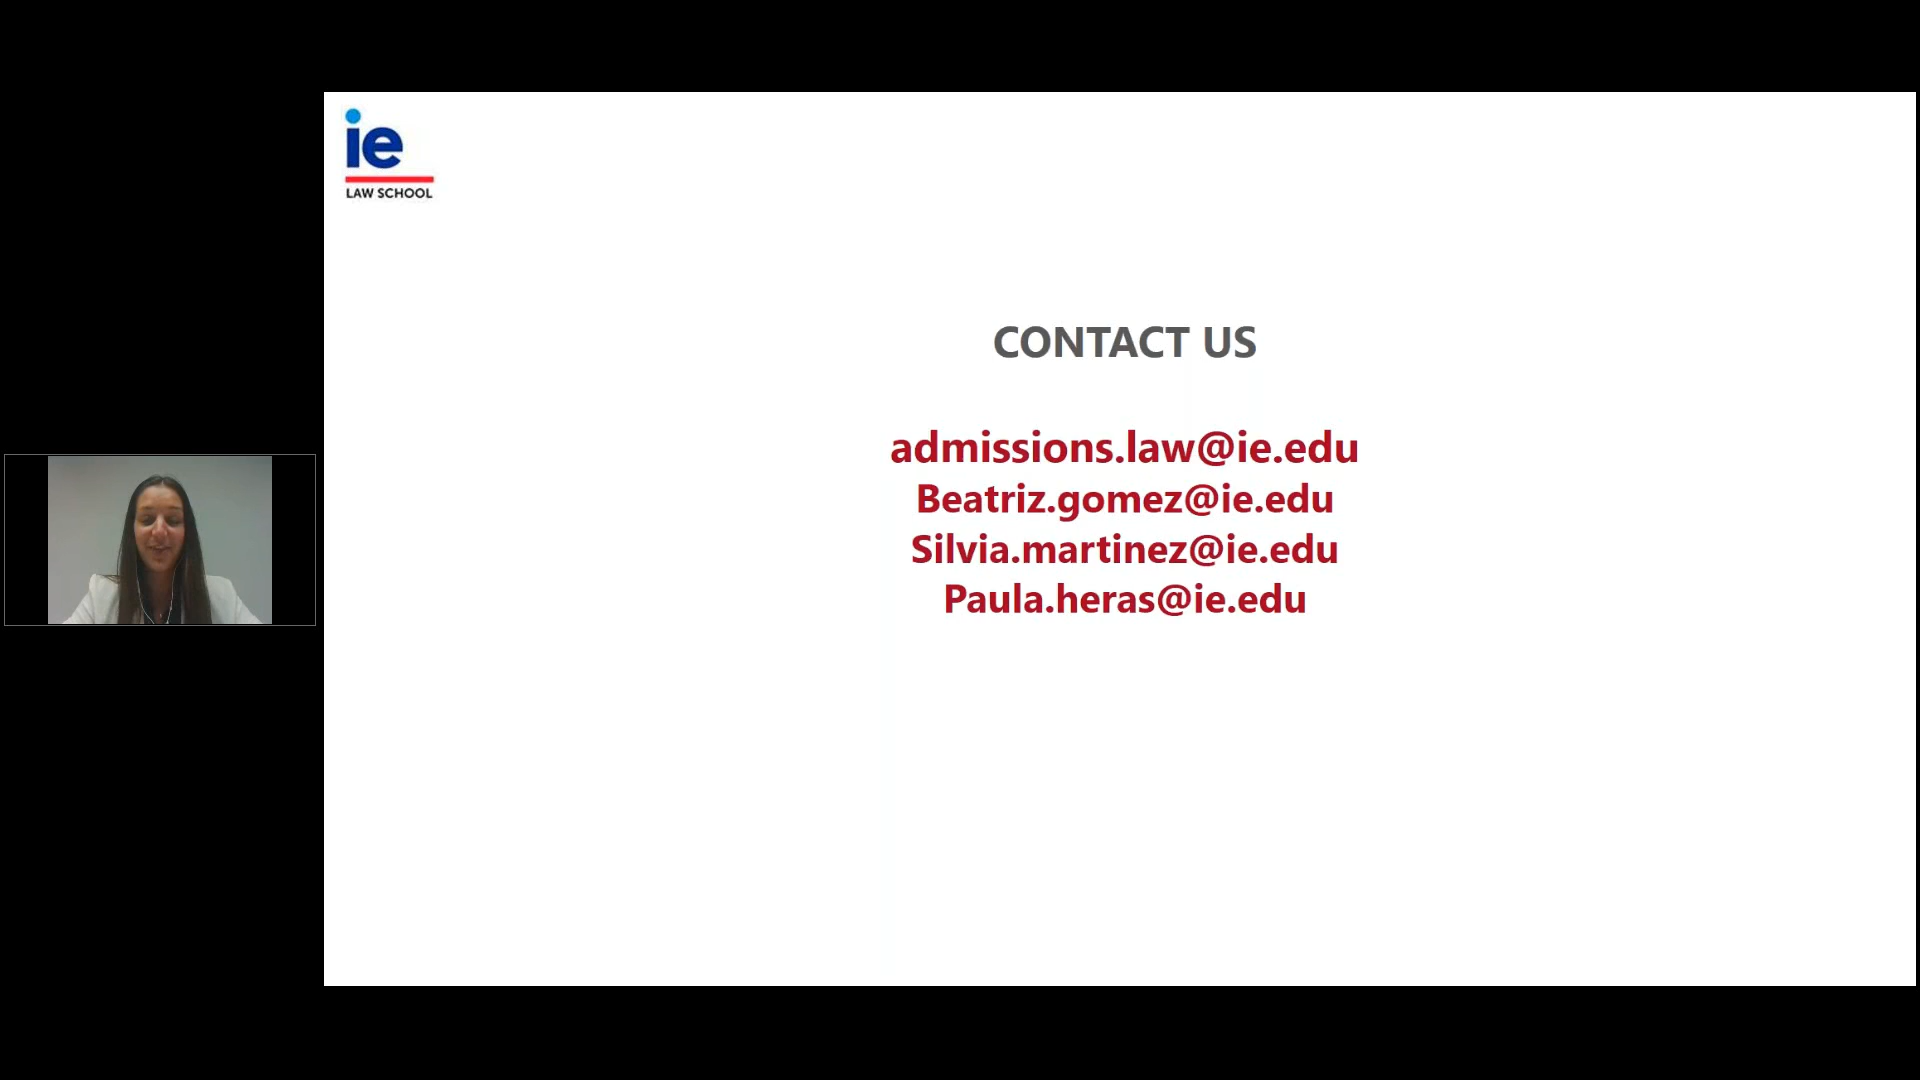 ie
LAW SCHOOL
CONTACT US
admissions.law@ie.edu
Beatriz.gomez@ie.edu
Silvia.martinez@ie.edu
Paula.heras@ie.edu